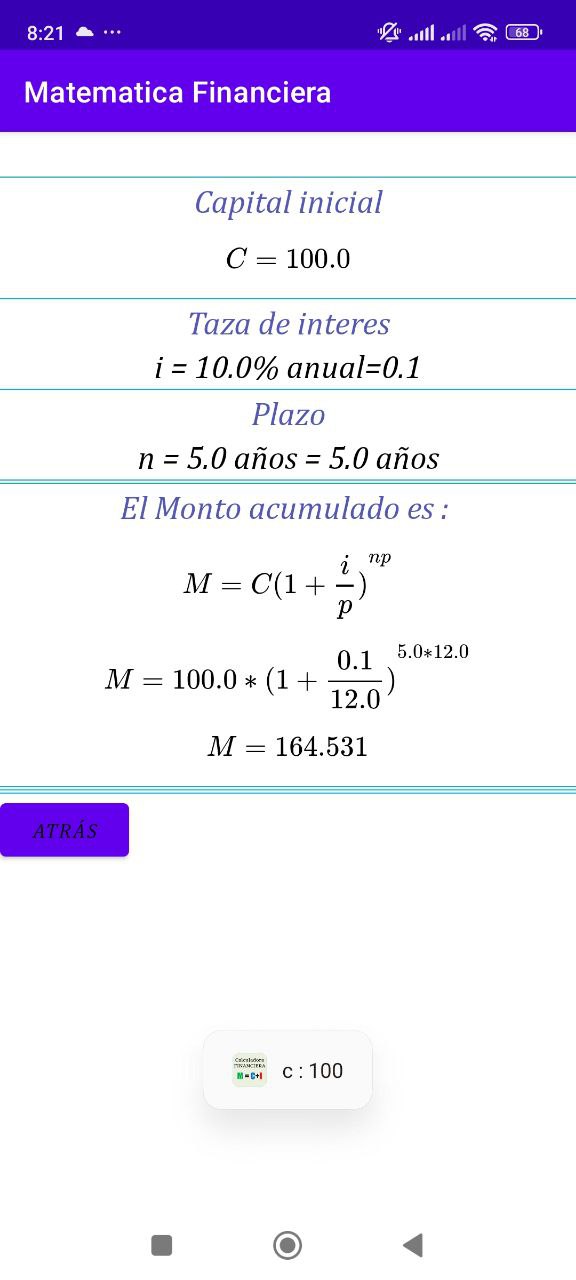 8:21
68
Matematica Financiera
Capital inicial
C = 100.0
Taza de interes
i = 10.0% anual=0.1
Plazo
n = 5.0 años = 5.0 años
El Monto acumulado es :
M = C(1 + i/p)^np
M = 100.0 * (1 + 0.1/12.0)^5.0*12.0
M = 164.531
ATRÁS
Calculadora
FINANCIERA
M=C+I
c : 100